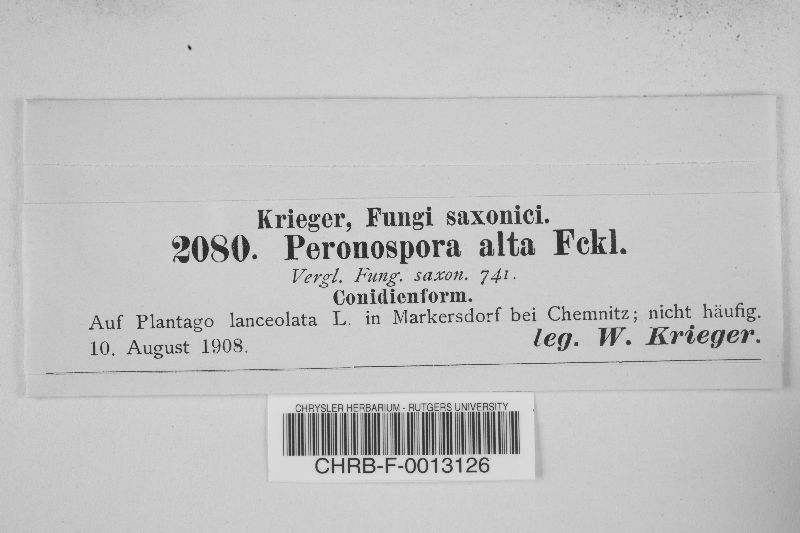 Krieger, Fungi saxonici.
2080. Peronospora alta Fckl.
Vergl. Fung. saxon. 741.
Conidienform.
Auf Plantago lanceolata L. in Markersdorf bei Chemnitz; nicht häufig.
10. August 1908. leg. W. Krieger.
CHRYSLER HERBARIUM - RUTGERS UNIVERSITY
CHRB-F-0013126